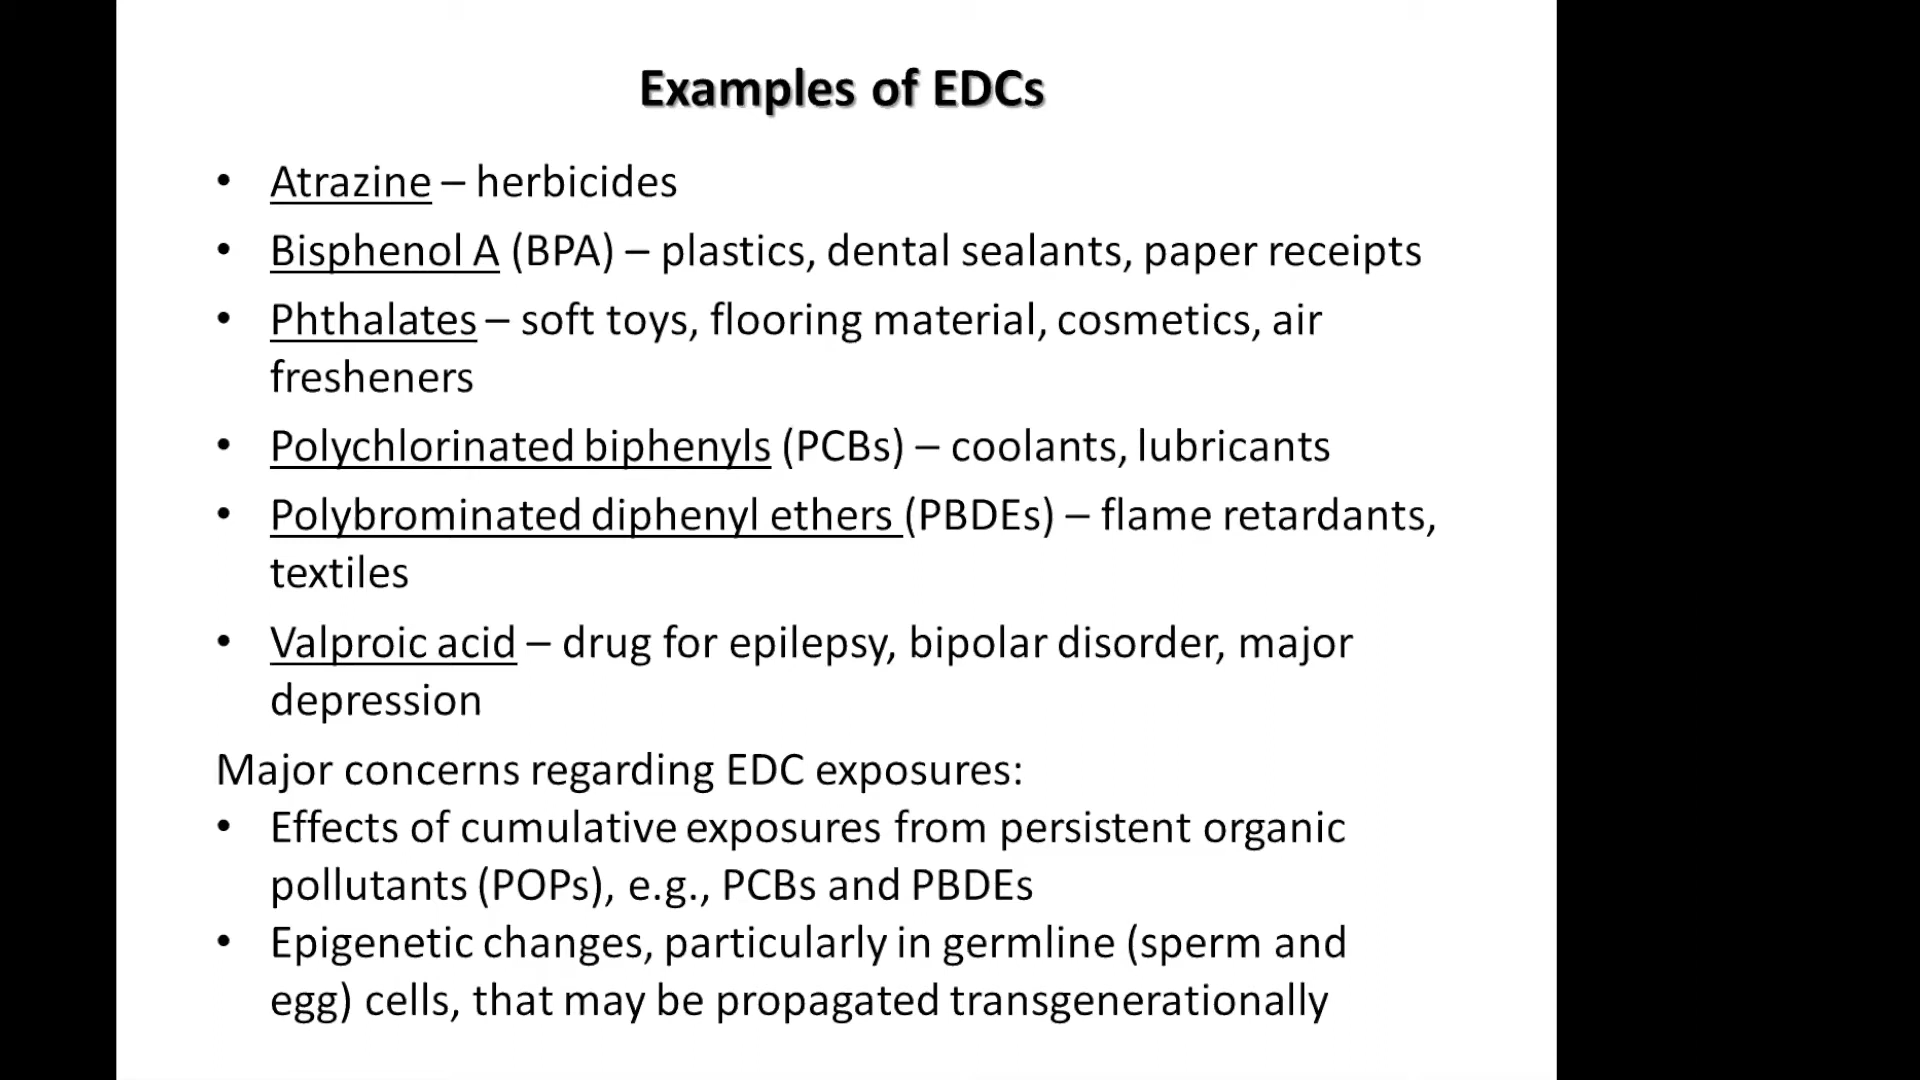 Examples of EDCs
• Atrazine – herbicides
• Bisphenol A (BPA) – plastics, dental sealants, paper receipts
• Phthalates – soft toys, flooring material, cosmetics, air
fresheners
• Polychlorinated biphenyls (PCBs) – coolants, lubricants
• Polybrominated diphenyl ethers (PBDEs) – flame retardants,
textiles
• Valproic acid – drug for epilepsy, bipolar disorder, major
depression
Major concerns regarding EDC exposures:
• Effects of cumulative exposures from persistent organic
pollutants (POPs), e.g., PCBs and PBDEs
• Epigenetic changes, particularly in germline (sperm and
egg) cells, that may be propagated transgenerationally